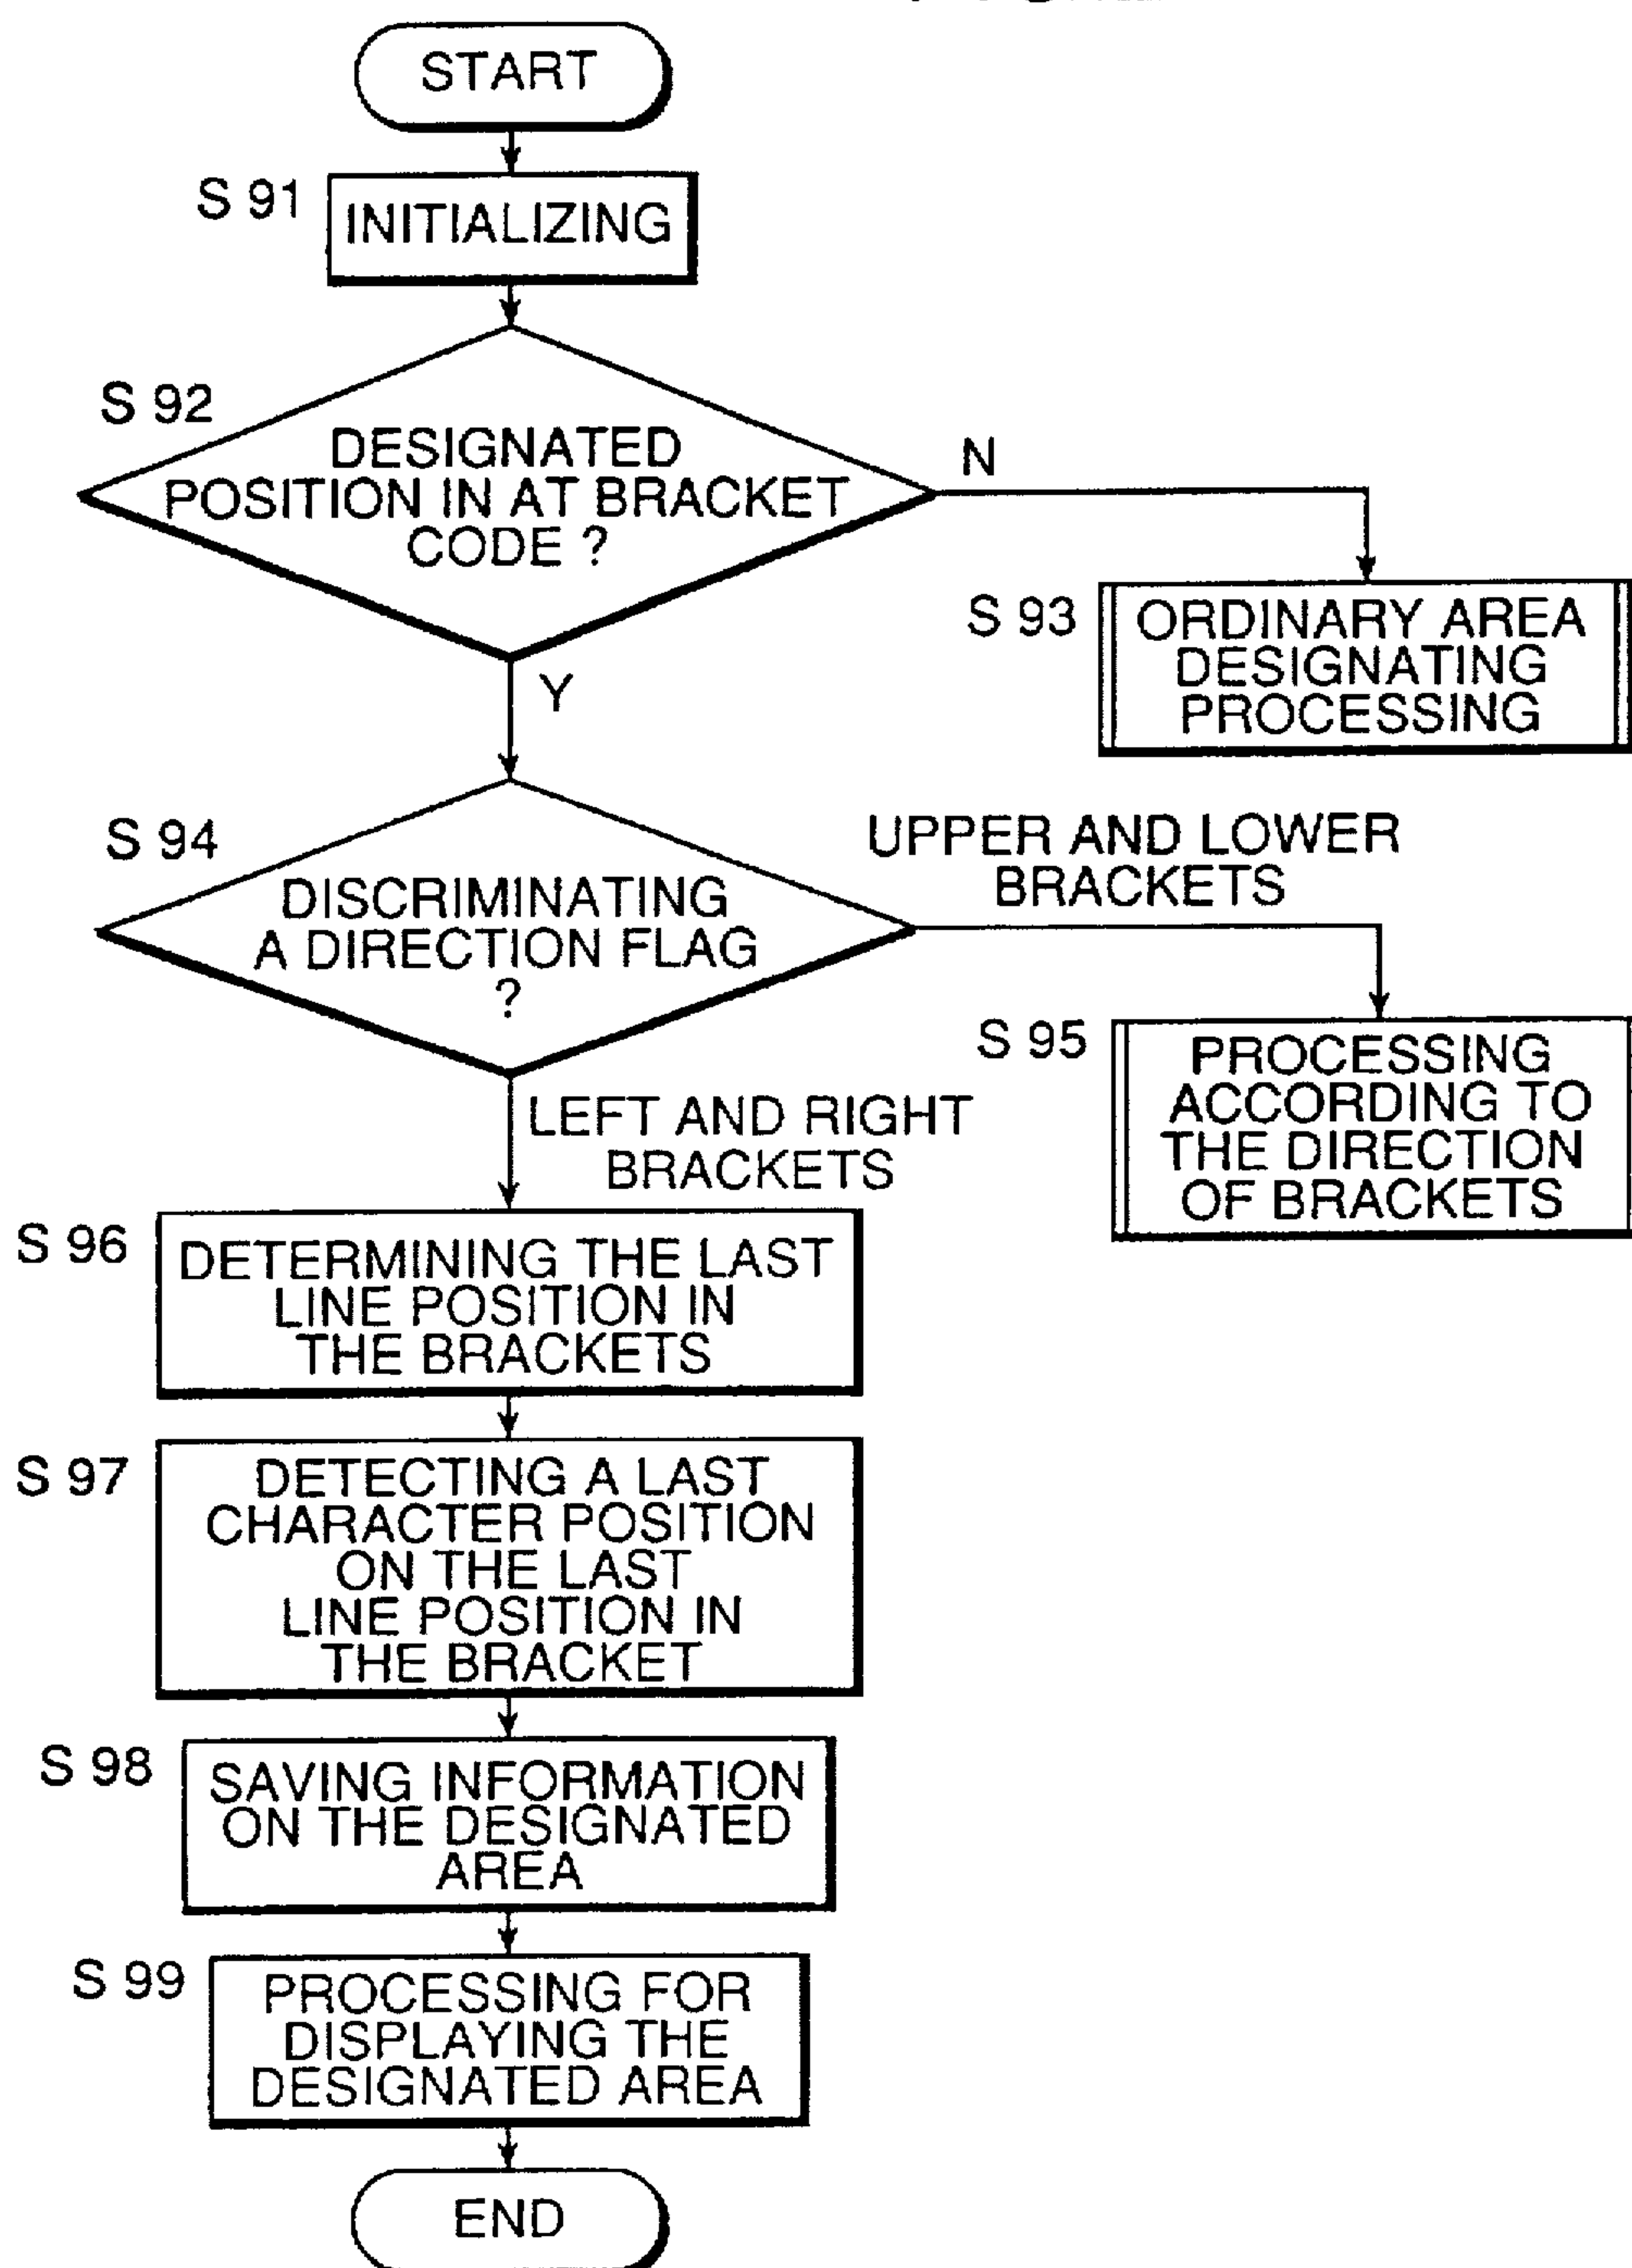 START
S 91
INITIALIZING
S 92
DESIGNATED
POSITION IN AT BRACKET
CODE ?
N
S 93
ORDINARY AREA
DESIGNATING
PROCESSING
Y
S 94
DISCRIMINATING
A DIRECTION FLAG
?
UPPER AND LOWER
BRACKETS
S 95
PROCESSING
ACCORDING TO
THE DIRECTION
OF BRACKETS
LEFT AND RIGHT
BRACKETS
S 96
DETERMINING THE LAST
LINE POSITION IN
THE BRACKETS
S 97
DETECTING A LAST
CHARACTER POSITION
ON THE LAST
LINE POSITION IN
THE BRACKET
S 98
SAVING INFORMATION
ON THE DESIGNATED
AREA
S 99
PROCESSING FOR
DISPLAYING THE
DESIGNATED AREA
END